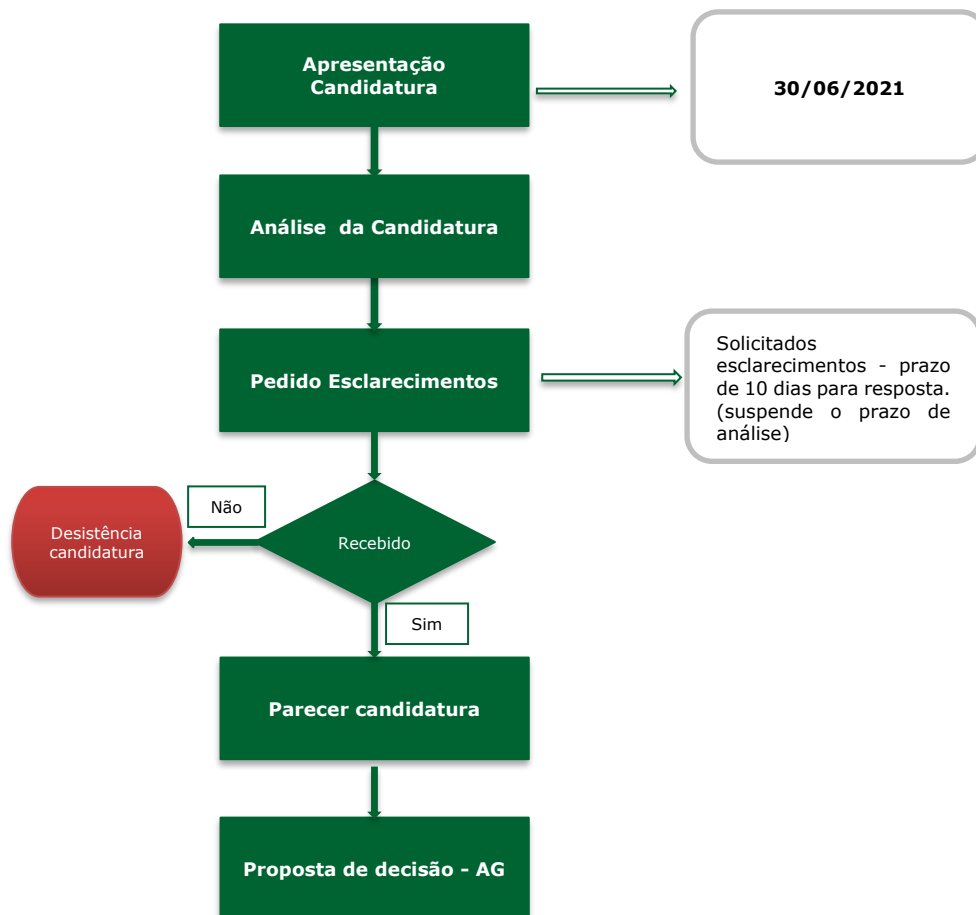 Apresentação
Candidatura
30/06/2021
Análise da Candidatura
Pedido Esclarecimentos
Solicitados
esclarecimentos - prazo
de 10 dias para resposta.
(suspende o prazo de
análise)
Não
Desistência
candidatura
Recebido
Sim
Parecer candidatura
Proposta de decisão - AG